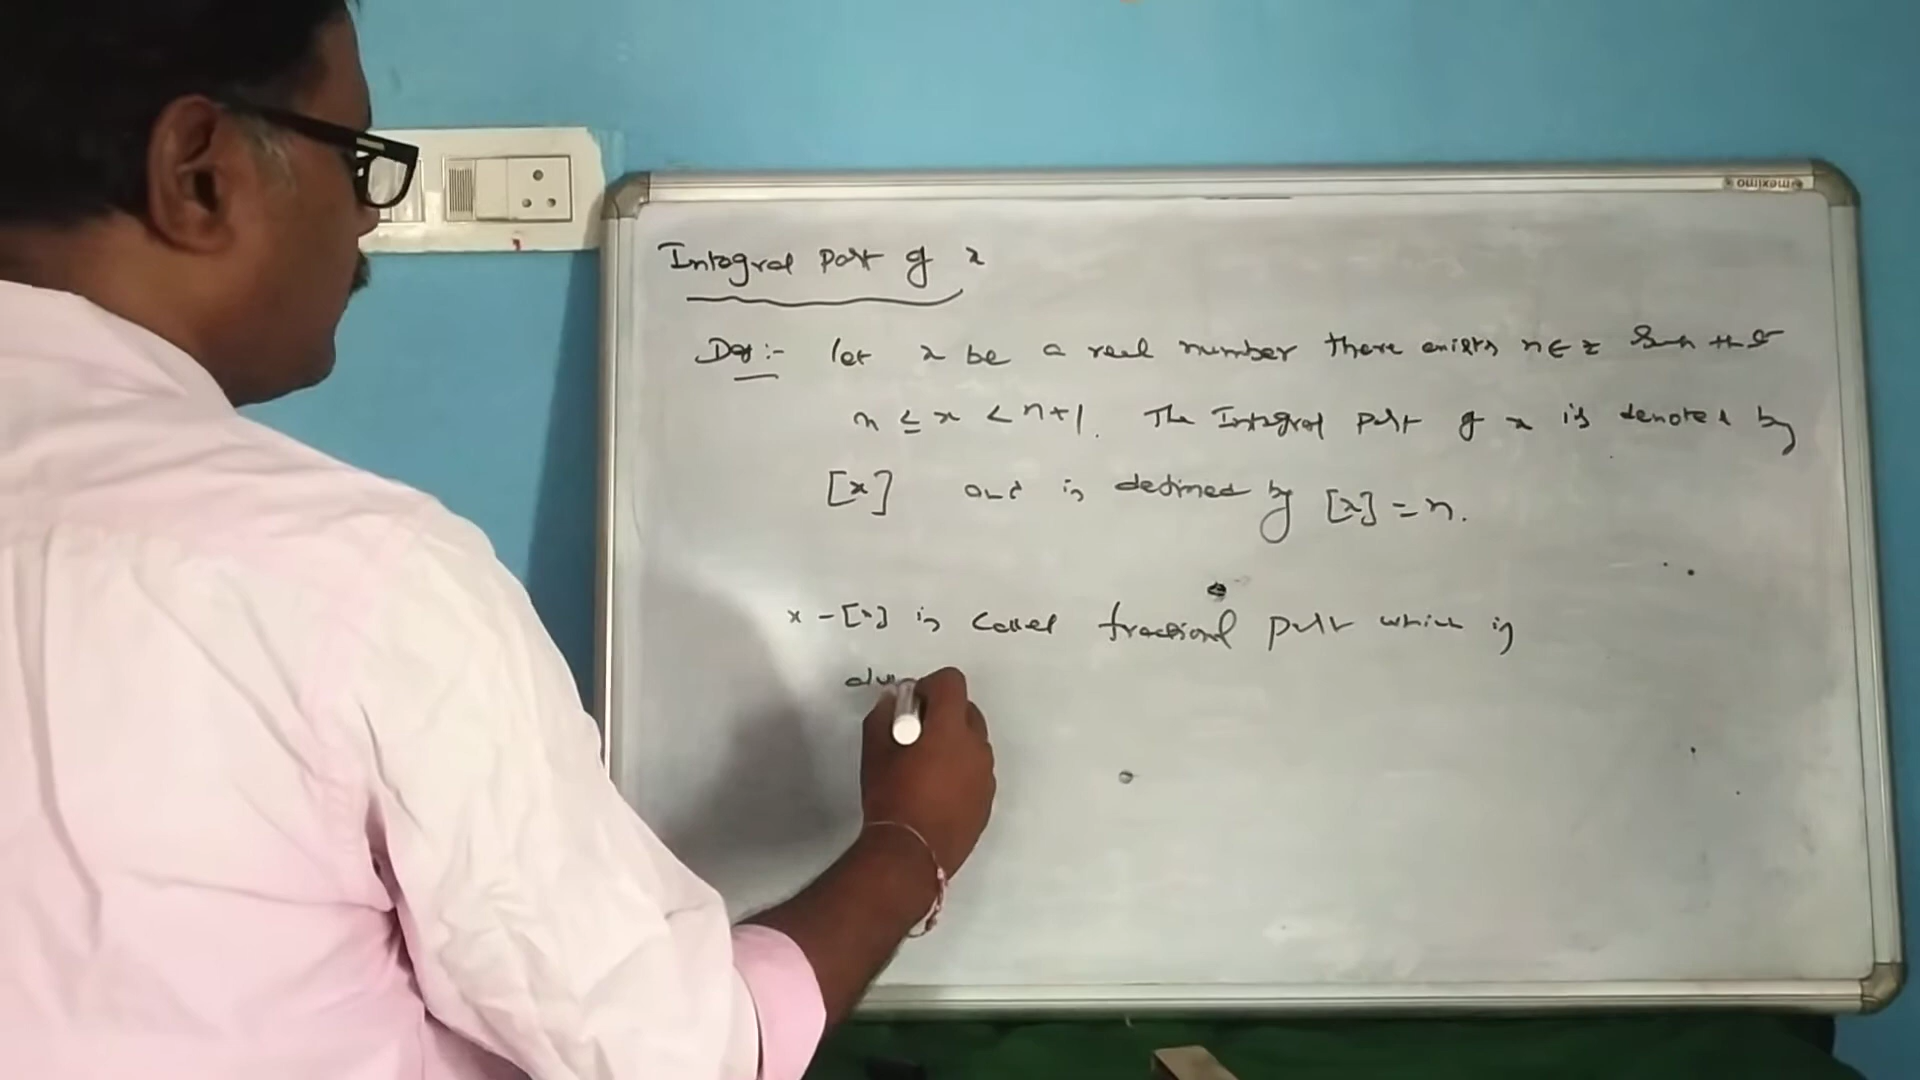 Integral part of x
Def :- let x be a real number there exists n ∈ z such that
n ≤ x < n+1. The Integral part of x is denoted by
[x] and is defined by [x] = n.
x - [x] is called fractional part which is
maximo